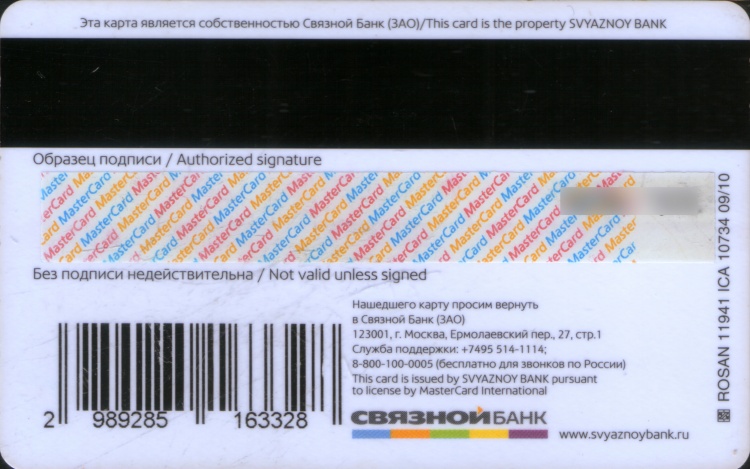 Эта карта является собственностью Связной Банк (ЗАО)/This card is the property SVYAZNOY BANK
Образец подписи / Authorized signature
MasterCard MasterCard MasterCard MasterCard
Без подписи недействительна / Not valid unless signed
ROSAN 11941 ICA 10734 09/10
Нашедшего карту просим вернуть
в Связной Банк (ЗАО)
123001, г. Москва, Ермолаевский пер., 27, стр.1
Служба поддержки: +7495 514-1114;
8-800-100-0005 (бесплатно для звонков по России)
This card is issued by SVYAZNOY BANK pursuant
to license by MasterCard International
2 989285 163328
СВЯЗНОЙ БАНК
www.svyaznoybank.ru